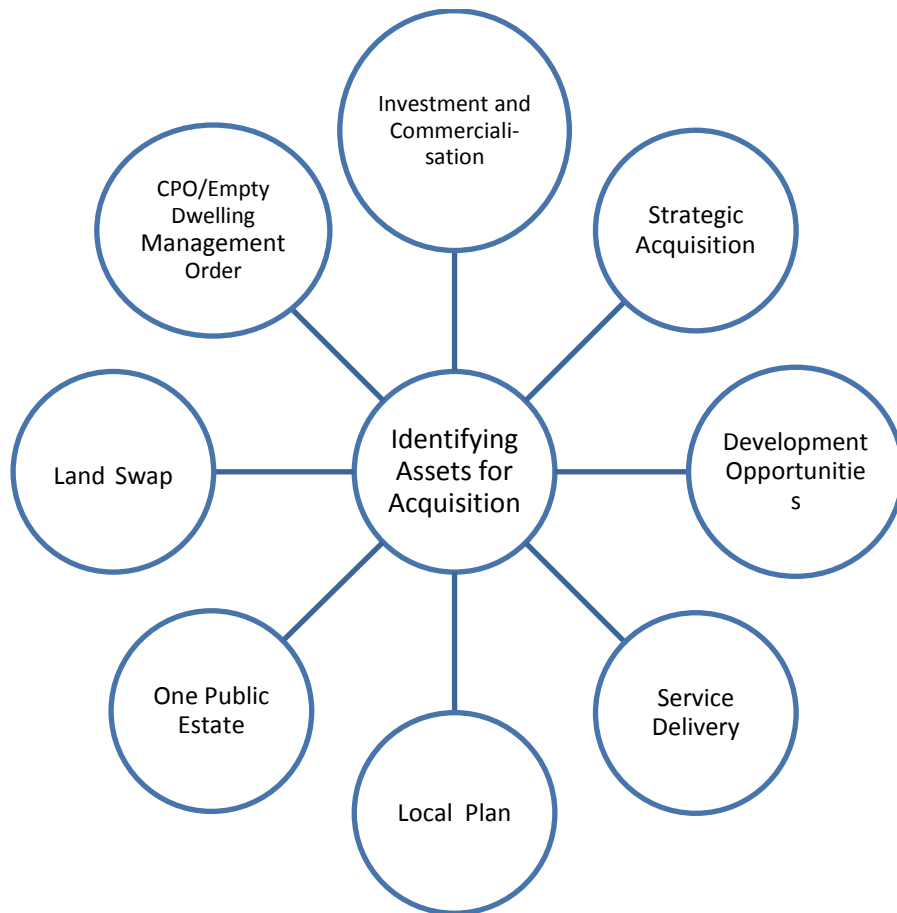 Investment and
Commerciali-
sation
CPO/Empty
Dwelling
Management
Order
Strategic
Acquisition
Identifying
Assets for
Acquisition
Development
Opportunitie
s
Land Swap
One Public
Estate
Service
Delivery
Local Plan